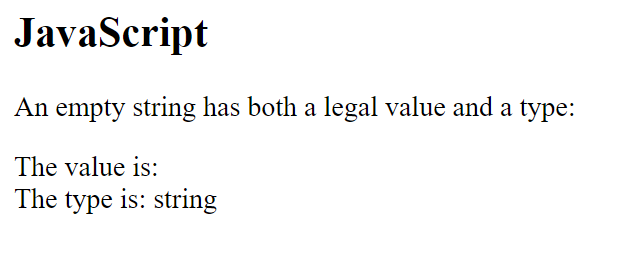 JavaScript
An empty string has both a legal value and a type:
The value is:
The type is: string